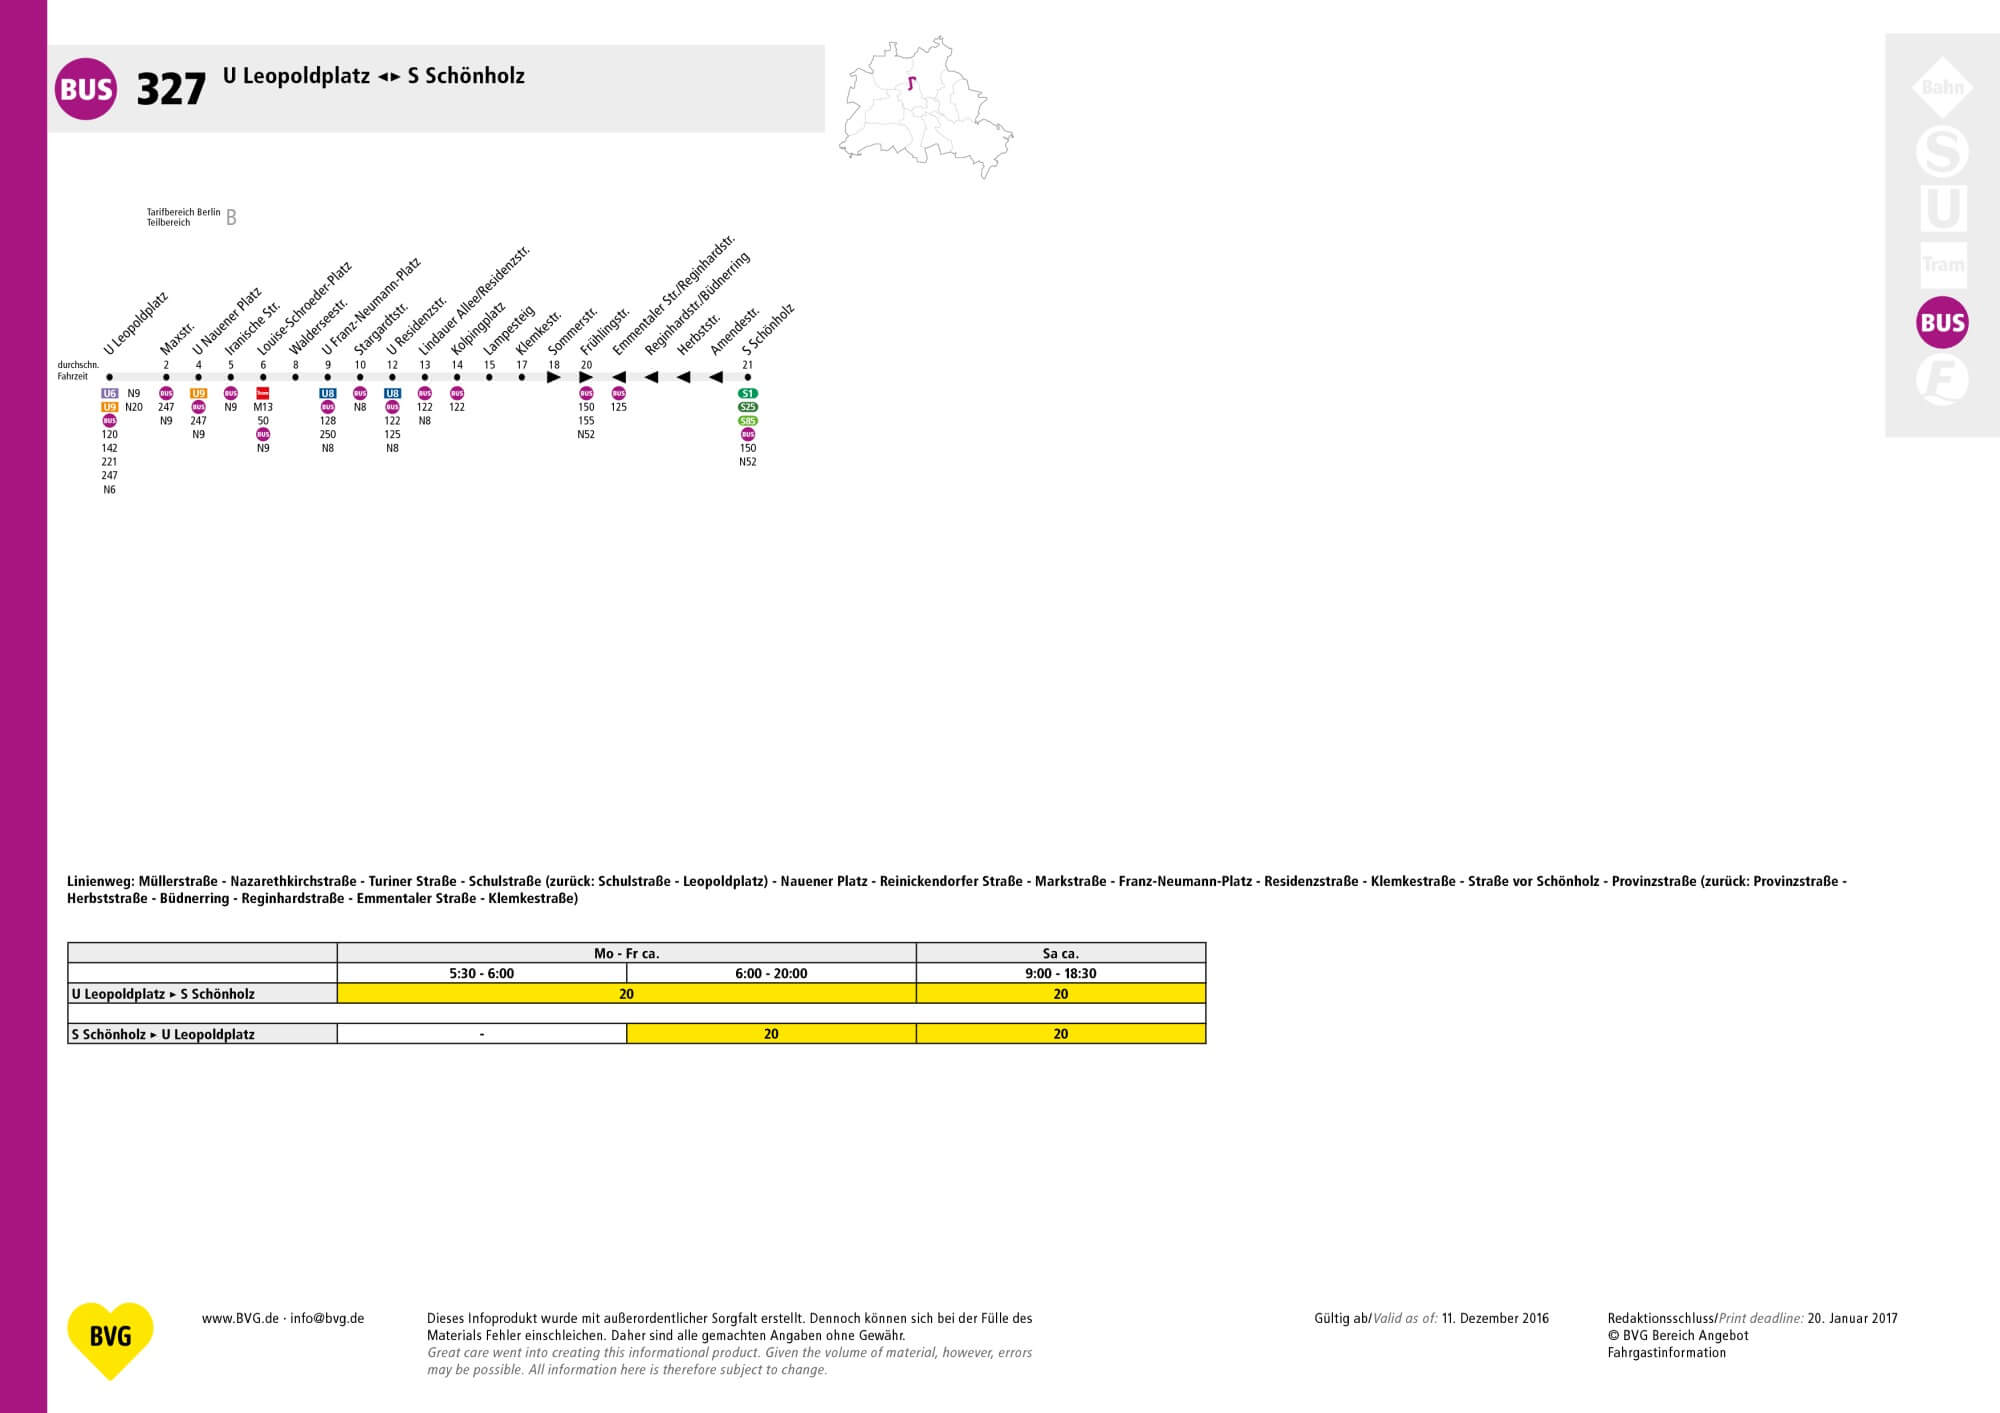 BUS 327 U Leopoldplatz ◂▸ S Schönholz
Bahn
S
U
Tram
BUS
F
Tarifbereich Berlin B
Teilbereich
U Leopoldplatz
Maxstr.
U Nauener Platz
Iranische Str.
Louise-Schroeder-Platz
Walderseestr.
U Franz-Neumann-Platz
Stargardtstr.
U Residenzstr.
Lindauer Allee/Residenzstr.
Kolpingplatz
Lampesteig
Klemkestr.
Sommerstr.
Frühlingstr.
Emmentaler Str./Reginhardstr.
Reginhardstr./Büdnerring
Herbststr.
Amendestr.
S Schönholz
durchschn. 2 4 5 6 8 9 10 12 13 14 15 17 18 20 21
Fahrzeit
U6 N9 BUS U9 BUS Tram U8 BUS U8 BUS BUS BUS BUS S1
U9 N20 247 BUS N9 M13 BUS N8 BUS 122 122 150 125 S25
BUS N9 247 50 128 122 N8 155 S85
120 N9 BUS 250 125 N52 BUS
142 N9 N8 N8 150
221 N52
247
N6
Linienweg: Müllerstraße - Nazarethkirchstraße - Turiner Straße - Schulstraße (zurück: Schulstraße - Leopoldplatz) - Nauener Platz - Reinickendorfer Straße - Markstraße - Franz-Neumann-Platz - Residenzstraße - Klemkestraße - Straße vor Schönholz - Provinzstraße (zurück: Provinzstraße -
Herbststraße - Büdnerring - Reginhardstraße - Emmentaler Straße - Klemkestraße)
Mo - Fr ca. Sa ca.
5:30 - 6:00 6:00 - 20:00 9:00 - 18:30
U Leopoldplatz ▸ S Schönholz 20 20
S Schönholz ▸ U Leopoldplatz - 20 20
BVG
www.BVG.de · info@bvg.de
Dieses Infoprodukt wurde mit außerordentlicher Sorgfalt erstellt. Dennoch können sich bei der Fülle des
Materials Fehler einschleichen. Daher sind alle gemachten Angaben ohne Gewähr.
Great care went into creating this informational product. Given the volume of material, however, errors
may be possible. All information here is therefore subject to change.
Gültig ab/Valid as of: 11. Dezember 2016
Redaktionsschluss/Print deadline: 20. Januar 2017
© BVG Bereich Angebot
Fahrgastinformation